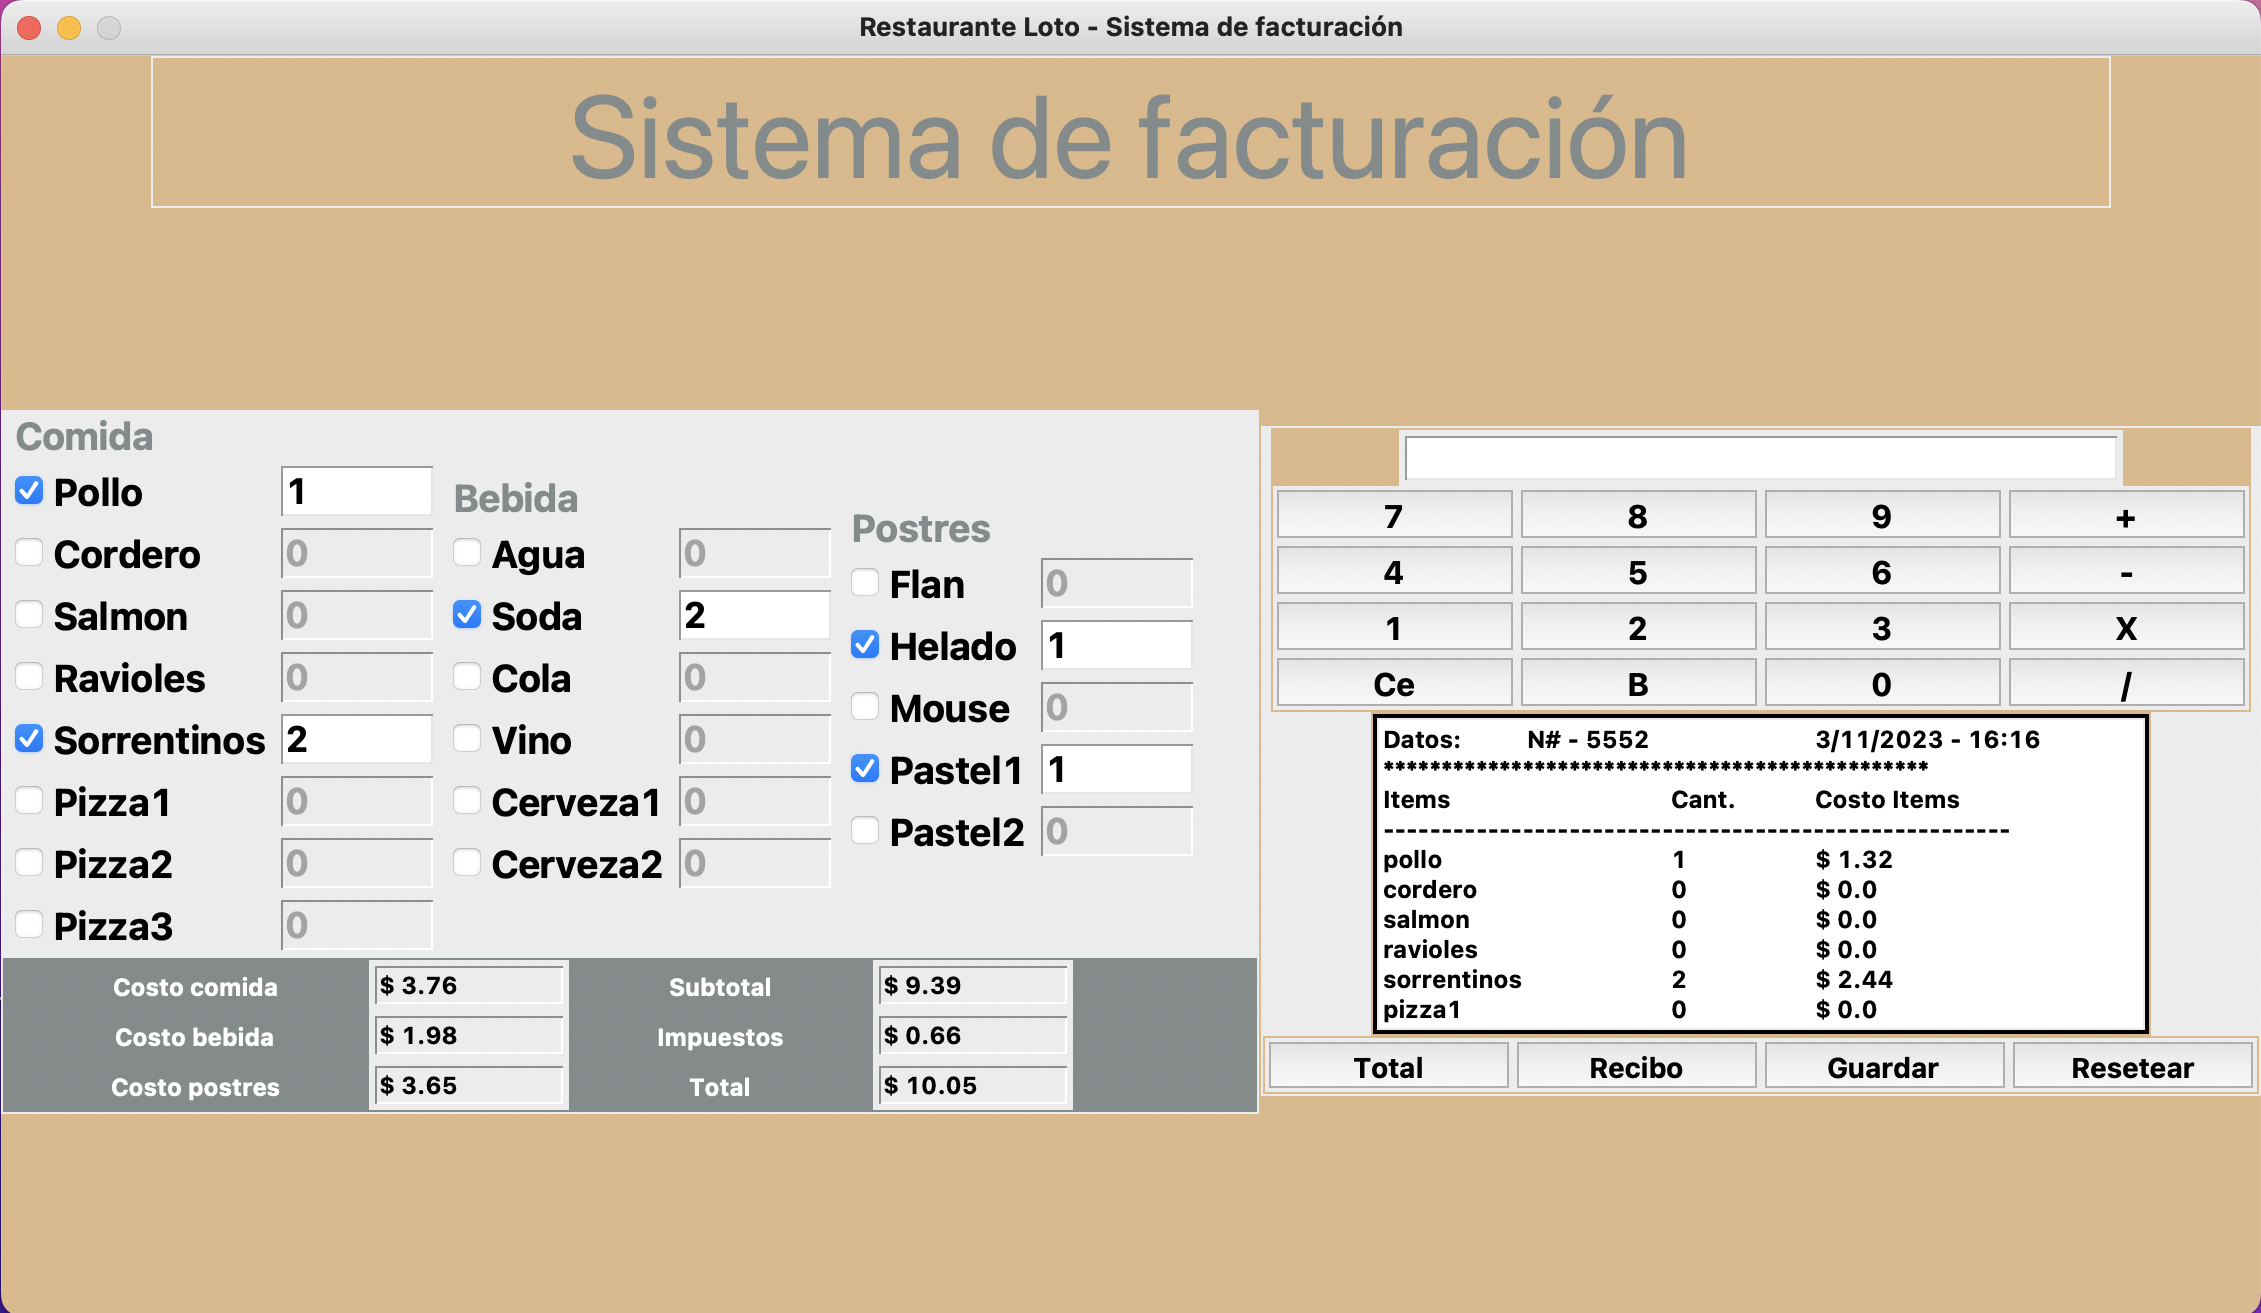 Restaurante Loto - Sistema de facturación
Sistema de facturación
Comida
Pollo 1
Cordero 0
Salmon 0
Ravioles 0
Sorrentinos 2
Pizza1 0
Pizza2 0
Pizza3 0
Bebida
Agua 0
Soda 2
Cola 0
Vino 0
Cerveza1 0
Cerveza2 0
Postres
Flan 0
Helado 1
Mouse 0
Pastel1 1
Pastel2 0
Costo comida $ 3.76 Subtotal $ 9.39
Costo bebida $ 1.98 Impuestos $ 0.66
Costo postres $ 3.65 Total $ 10.05
7 8 9 +
4 5 6 -
1 2 3 X
Ce B 0 /
Datos: N# - 5552 3/11/2023 - 16:16
***********************************************
Items Cant. Costo Items
------------------------------------------------------
pollo 1 $ 1.32
cordero 0 $ 0.0
salmon 0 $ 0.0
ravioles 0 $ 0.0
sorrentinos 2 $ 2.44
pizza1 0 $ 0.0
Total Recibo Guardar Resetear